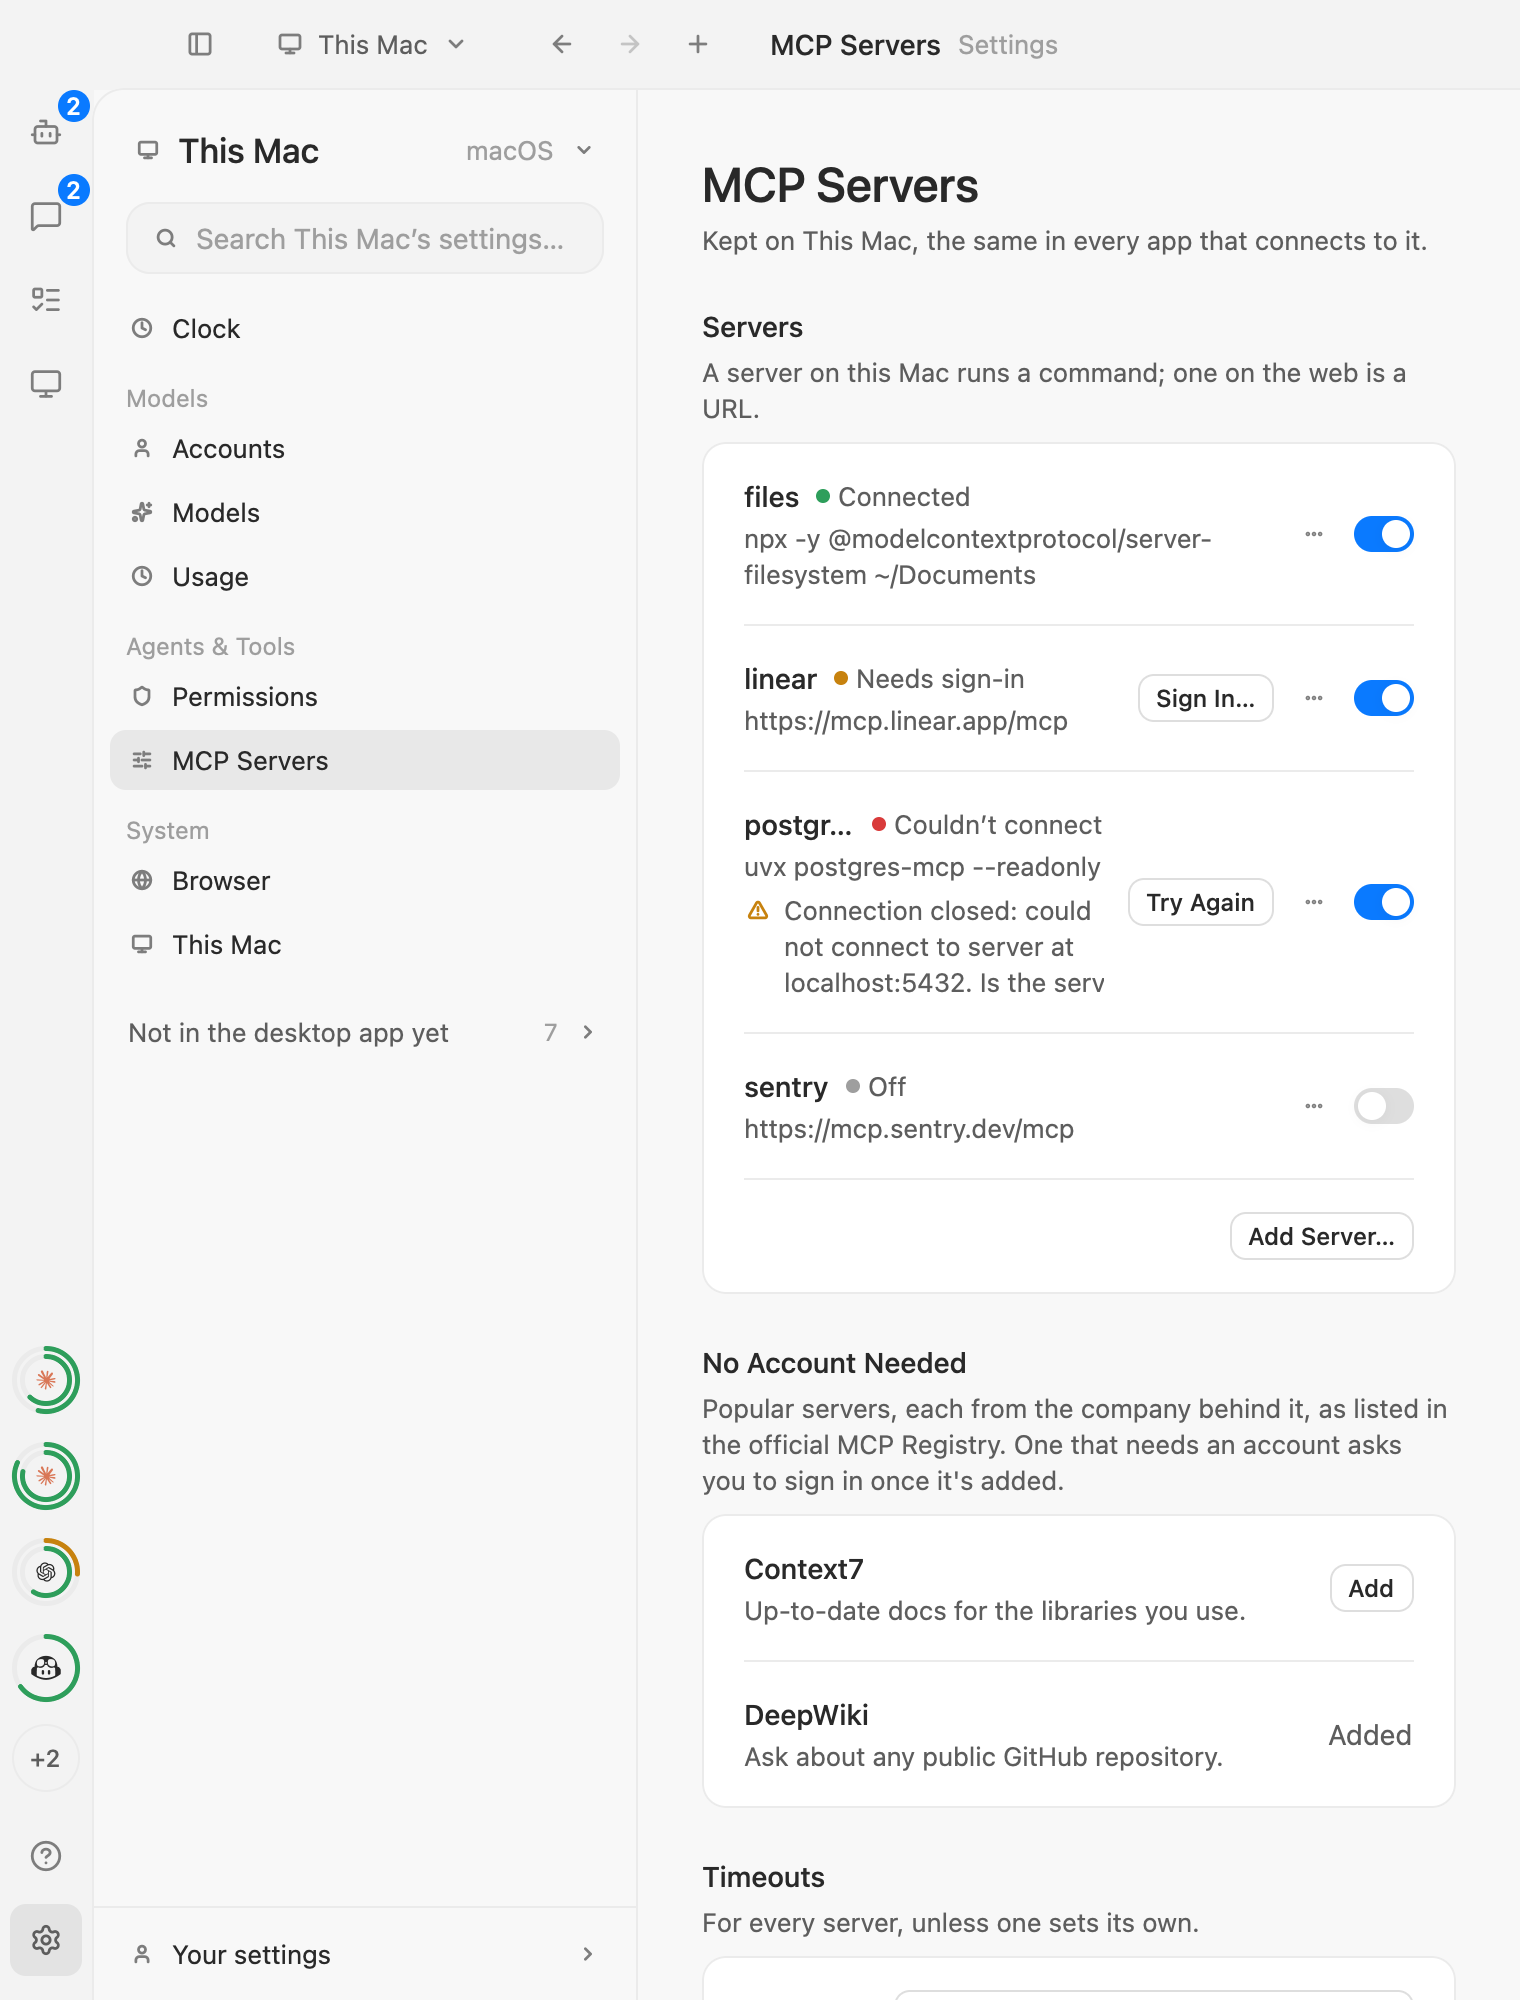 This Mac
MCP Servers Settings
2
2
This Mac
macOS
Search This Mac’s settings...
Clock
Models
Accounts
Models
Usage
Agents & Tools
Permissions
MCP Servers
System
Browser
This Mac
Not in the desktop app yet 7
+2
Your settings
MCP Servers
Kept on This Mac, the same in every app that connects to it.
Servers
A server on this Mac runs a command; one on the web is a
URL.
files Connected
npx -y @modelcontextprotocol/server-
filesystem ~/Documents
linear Needs sign-in
https://mcp.linear.app/mcp
Sign In...
postgr... Couldn’t connect
uvx postgres-mcp --readonly
Connection closed: could
not connect to server at
localhost:5432. Is the serv
Try Again
sentry Off
https://mcp.sentry.dev/mcp
Add Server...
No Account Needed
Popular servers, each from the company behind it, as listed in
the official MCP Registry. One that needs an account asks
you to sign in once it's added.
Context7
Up-to-date docs for the libraries you use.
Add
DeepWiki
Ask about any public GitHub repository.
Added
Timeouts
For every server, unless one sets its own.